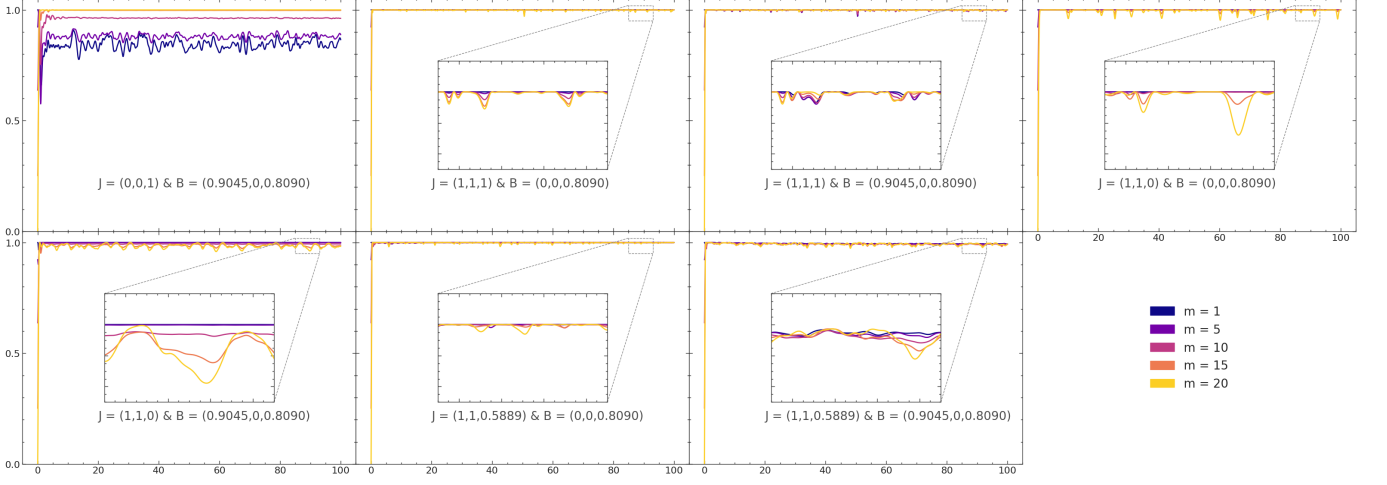 1.0
0.5
0.0
J = (0,0,1) & B = (0.9045,0,0.8090)
J = (1,1,1) & B = (0,0,0.8090)
J = (1,1,1) & B = (0.9045,0,0.8090)
J = (1,1,0) & B = (0,0,0.8090)
0 20 40 60 80 100
1.0
0.5
0.0
J = (1,1,0) & B = (0.9045,0,0.8090)
J = (1,1,0.5889) & B = (0,0,0.8090)
J = (1,1,0.5889) & B = (0.9045,0,0.8090)
0 20 40 60 80 100
0 20 40 60 80 100
0 20 40 60 80 100
m = 1
m = 5
m = 10
m = 15
m = 20